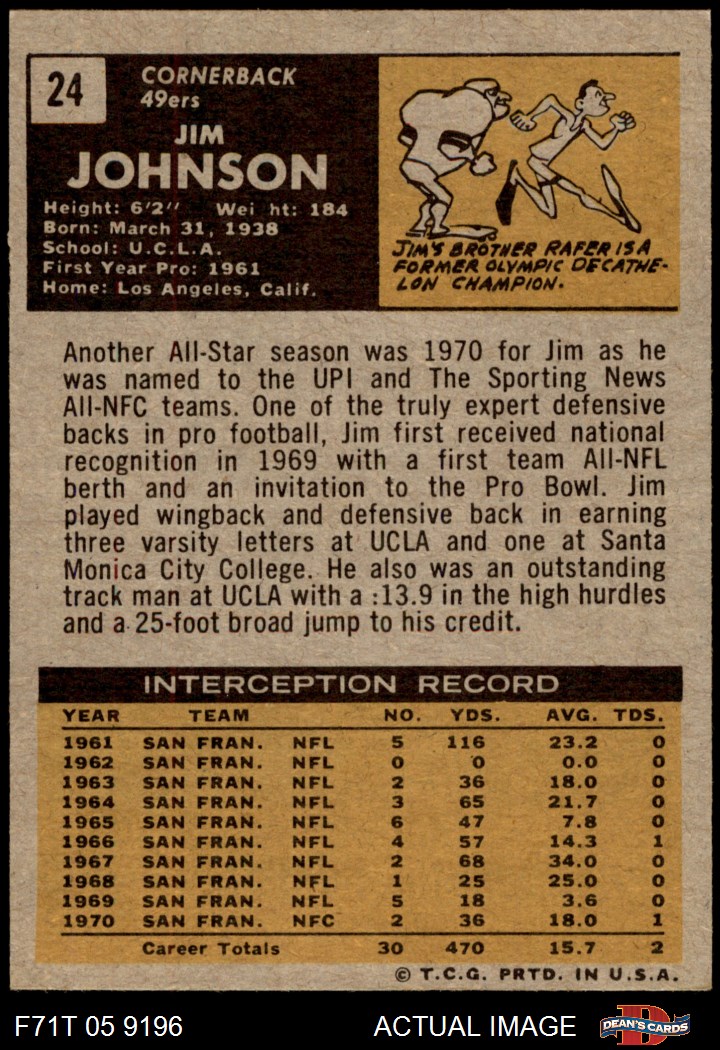 24
CORNERBACK
49ers
JIM
JOHNSON
Height: 6'2'' Wei ht: 184
Born: March 31, 1938
School: U.C.L.A.
First Year Pro: 1961
Home: Los Angeles, Calif.
JIM'S BROTHER RAFER IS A
FORMER OLYMPIC DECATHE-
LON CHAMPION.
Another All-Star season was 1970 for Jim as he
was named to the UPI and The Sporting News
All-NFC teams. One of the truly expert defensive
backs in pro football, Jim first received national
recognition in 1969 with a first team All-NFL
berth and an invitation to the Pro Bowl. Jim
played wingback and defensive back in earning
three varsity letters at UCLA and one at Santa
Monica City College. He also was an outstanding
track man at UCLA with a :13.9 in the high hurdles
and a 25-foot broad jump to his credit.
INTERCEPTION RECORD
YEAR TEAM NO. YDS. AVG. TDS.
1961 SAN FRAN. NFL 5 116 23.2 0
1962 SAN FRAN. NFL 0 0 0.0 0
1963 SAN FRAN. NFL 2 36 18.0 0
1964 SAN FRAN. NFL 3 65 21.7 0
1965 SAN FRAN. NFL 6 47 7.8 0
1966 SAN FRAN. NFL 4 57 14.3 1
1967 SAN FRAN. NFL 2 68 34.0 0
1968 SAN FRAN. NFL 1 25 25.0 0
1969 SAN FRAN. NFL 5 18 3.6 0
1970 SAN FRAN. NFC 2 36 18.0 1
Career Totals 30 470 15.7 2
© T.C.G. PRTD. IN U.S.A.
F71T 05 9196 ACTUAL IMAGE
D
DEAN'S CARDS